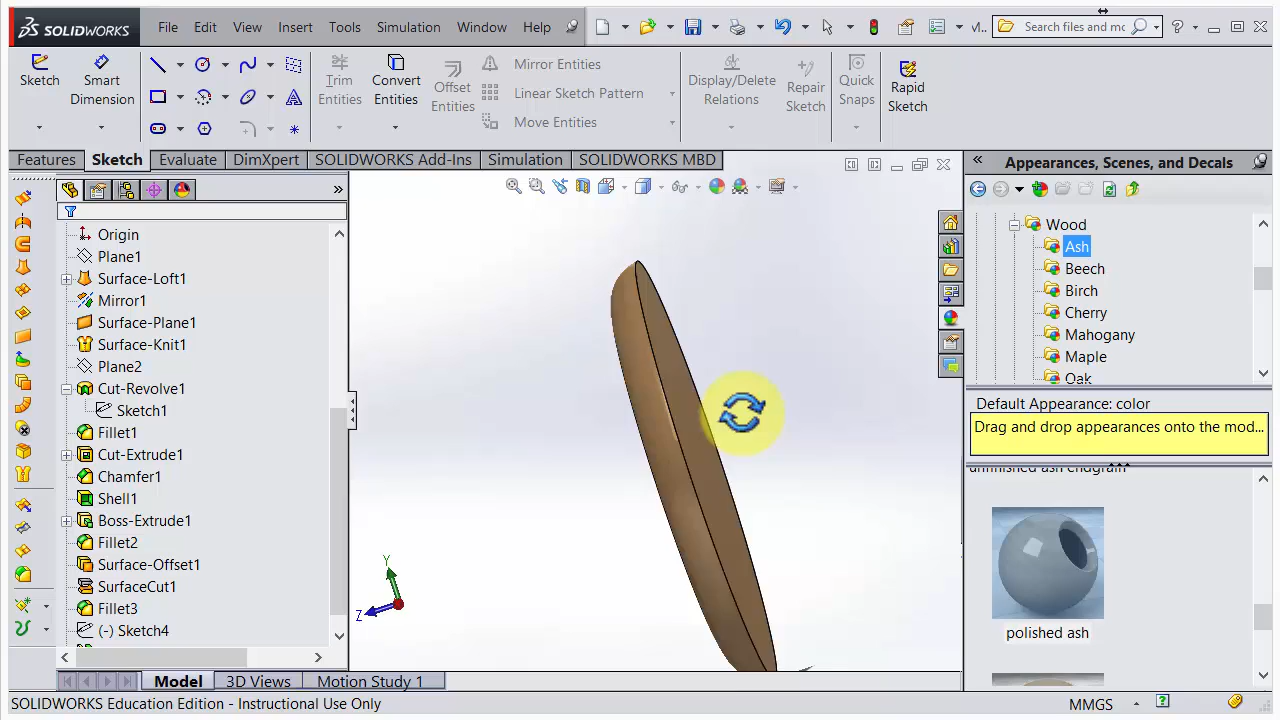 SOLIDWORKS File Edit View Insert Tools Simulation Window Help Search files and mo
Sketch Smart Dimension Trim Entities Convert Entities Offset Entities Mirror Entities Linear Sketch Pattern Move Entities Display/Delete Relations Repair Sketch Quick Snaps Rapid Sketch
Features Sketch Evaluate DimXpert SOLIDWORKS Add-Ins Simulation SOLIDWORKS MBD
Origin
Plane1
Surface-Loft1
Mirror1
Surface-Plane1
Surface-Knit1
Plane2
Cut-Revolve1
Sketch1
Fillet1
Cut-Extrude1
Chamfer1
Shell1
Boss-Extrude1
Fillet2
Surface-Offset1
SurfaceCut1
Fillet3
(-) Sketch4
Y
Z
Appearances, Scenes, and Decals
Wood
Ash
Beech
Birch
Cherry
Mahogany
Maple
Oak
Default Appearance: color
Drag and drop appearances onto the mod...
unfinished ash endgrain
polished ash
Model 3D Views Motion Study 1
SOLIDWORKS Education Edition - Instructional Use Only MMGS